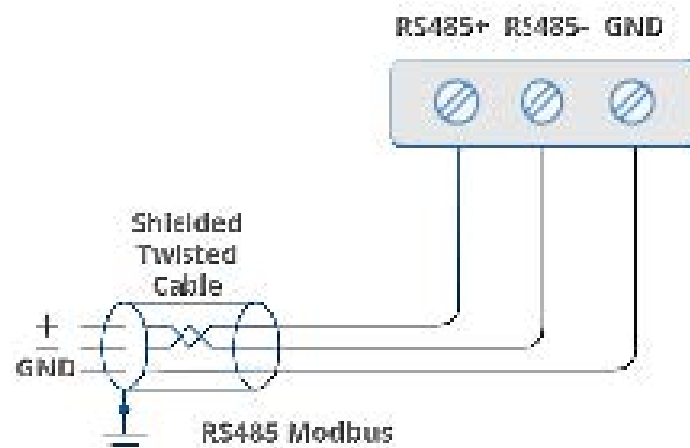 RS485+ RS485- GND
Shielded
Twisted
Cable
+
-
GND
RS485 Modbus